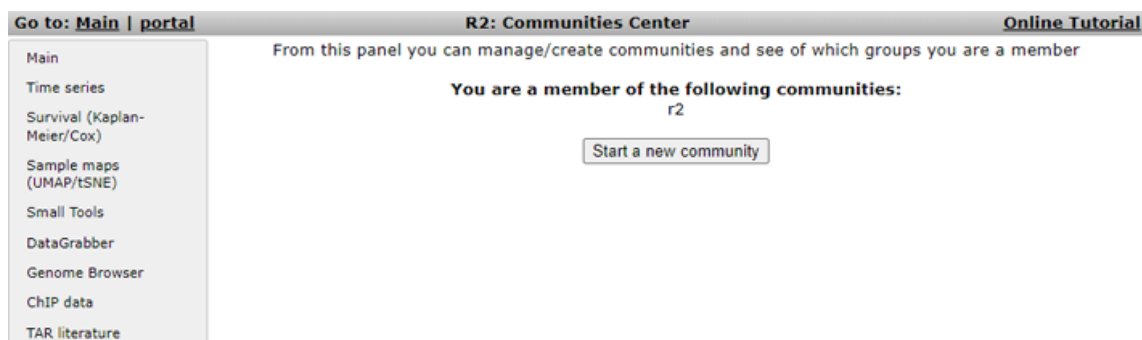 Go to: Main | portal
R2: Communities Center
Online Tutorial
Main
Time series
Survival (Kaplan-
Meier/Cox)
Sample maps
(UMAP/tSNE)
Small Tools
DataGrabber
Genome Browser
ChIP data
TAR literature
From this panel you can manage/create communities and see of which groups you are a member
You are a member of the following communities:
r2
Start a new community